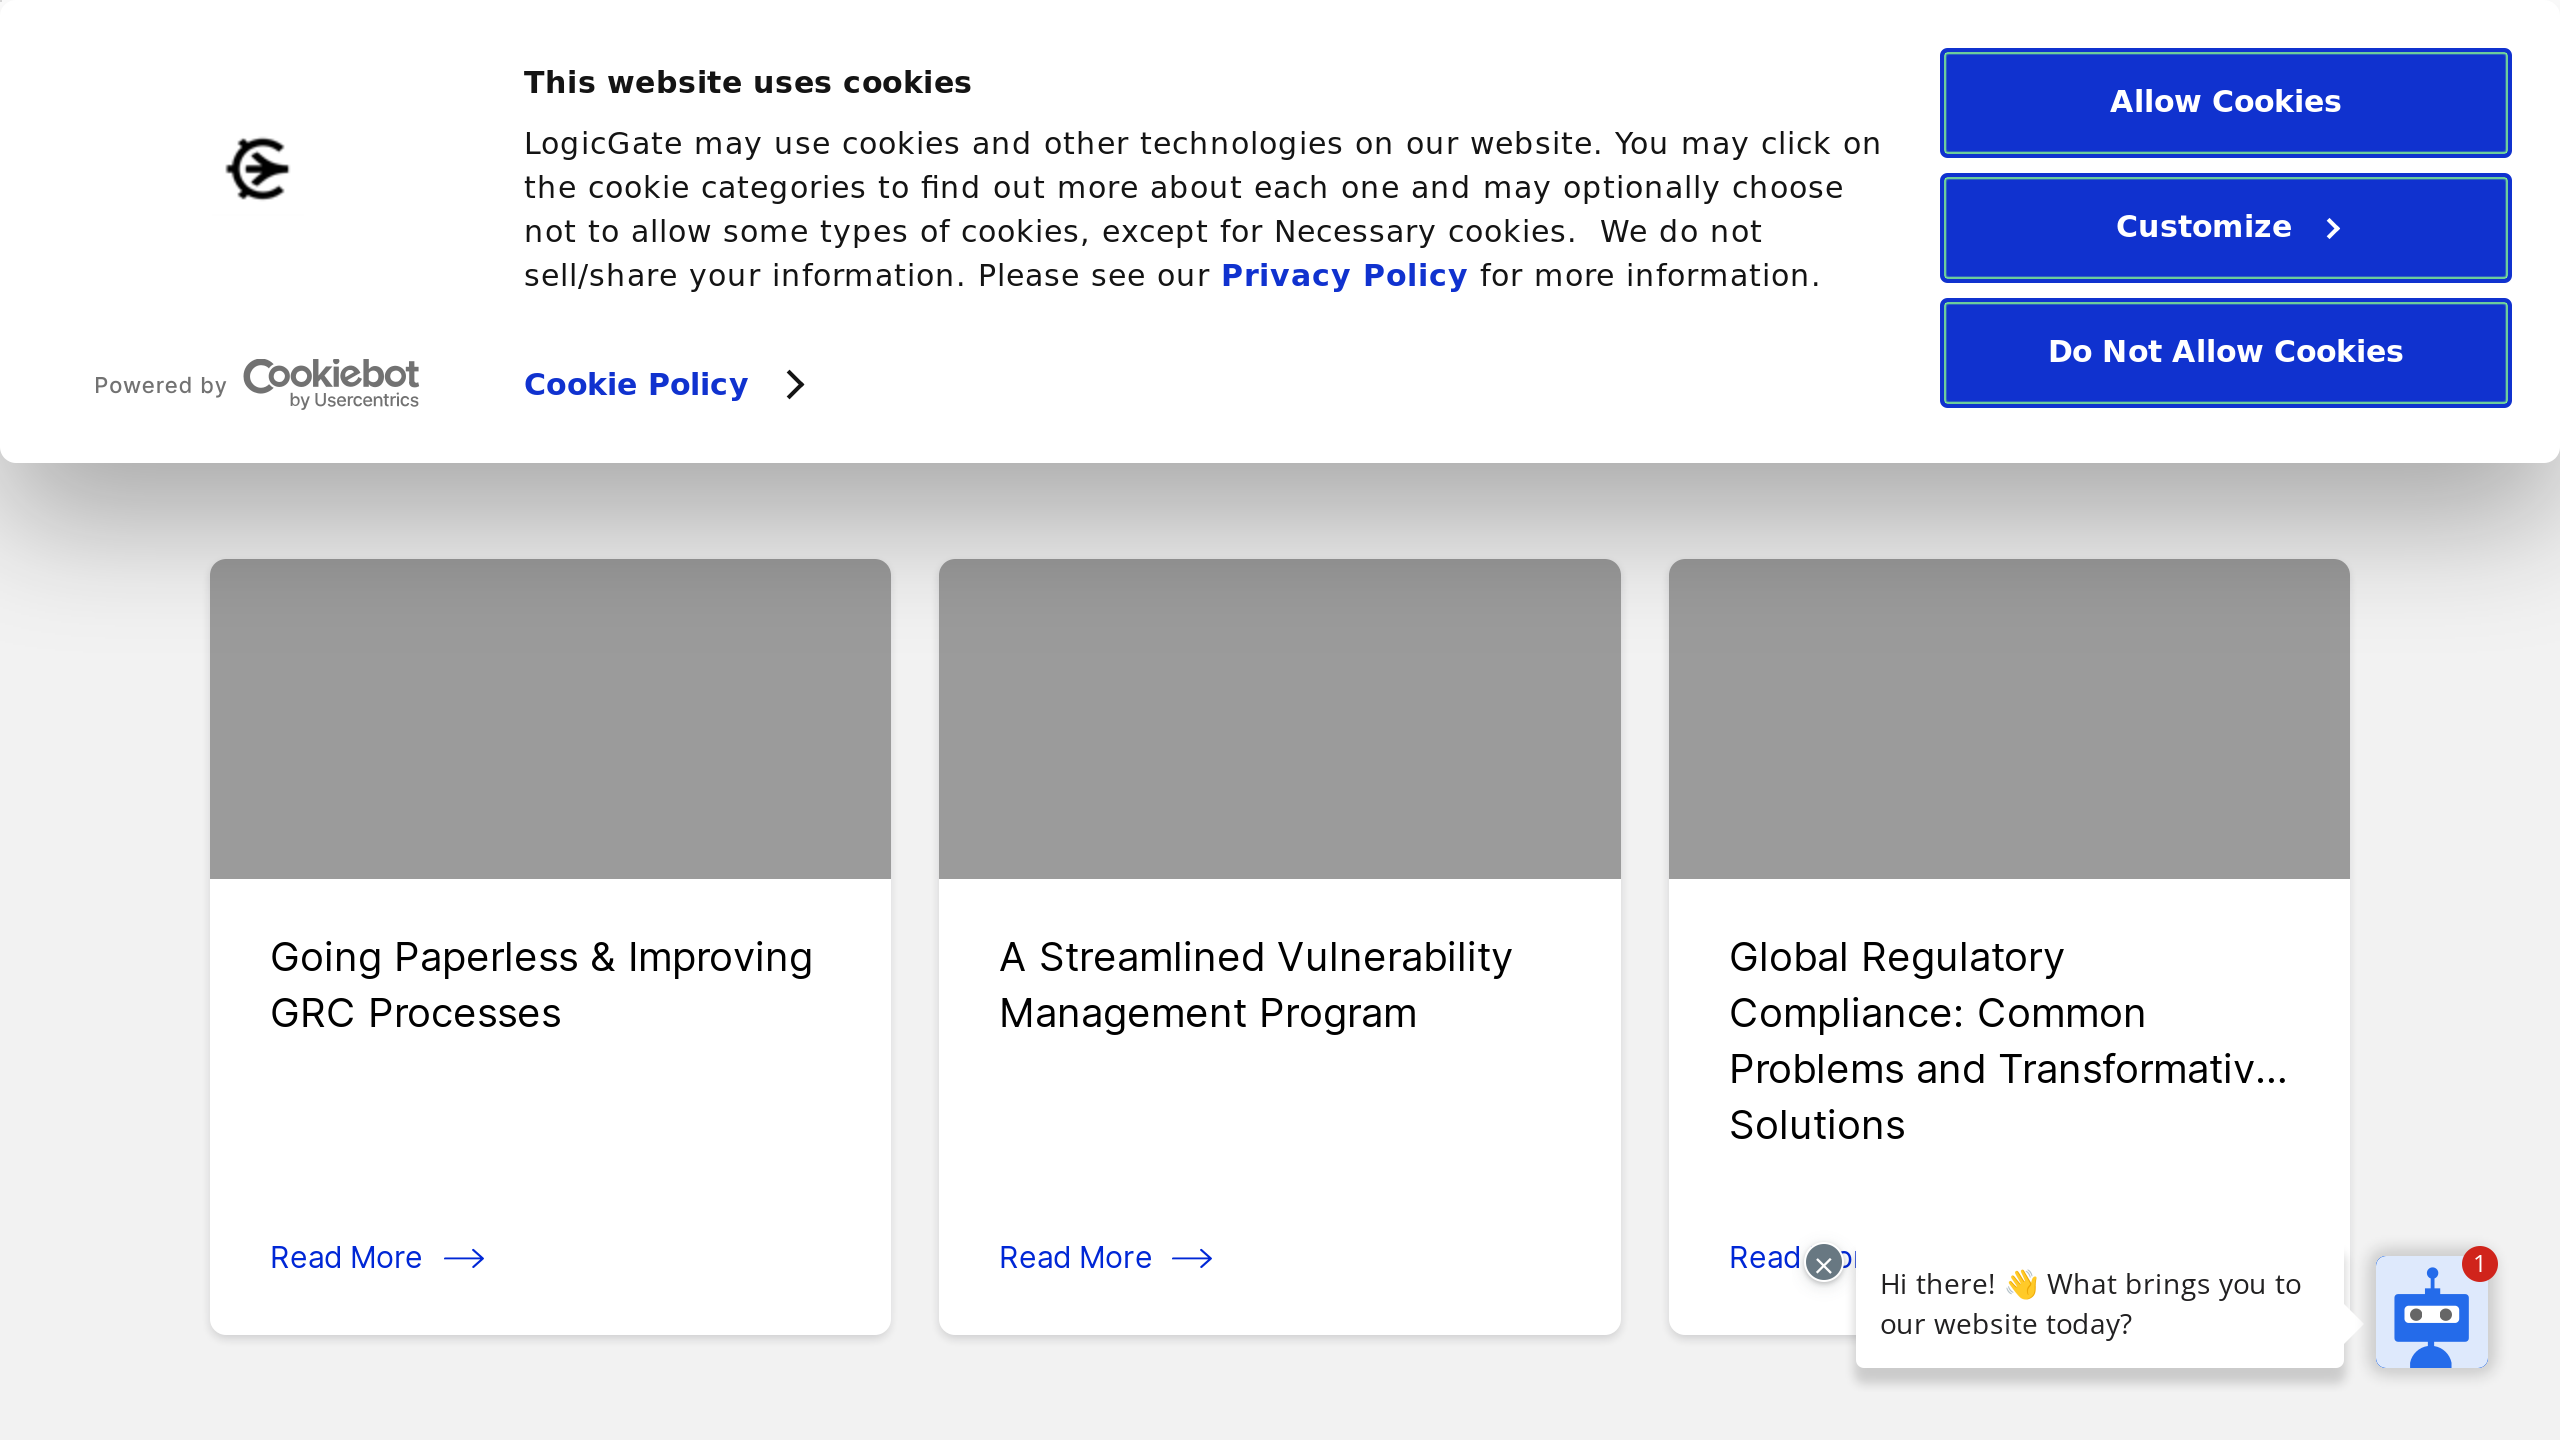 This website uses cookies
LogicGate may use cookies and other technologies on our website. You may click on
the cookie categories to find out more about each one and may optionally choose
not to allow some types of cookies, except for Necessary cookies.  We do not
sell/share your information. Please see our Privacy Policy for more information.
Cookie Policy
Powered by Cookiebot
by Usercentrics
Allow Cookies
Customize
Do Not Allow Cookies
Going Paperless & Improving
GRC Processes
Read More
A Streamlined Vulnerability
Management Program
Read More
Global Regulatory
Compliance: Common
Problems and Transformativ...
Solutions
Read
Hi there! 👋 What brings you to
our website today?
1